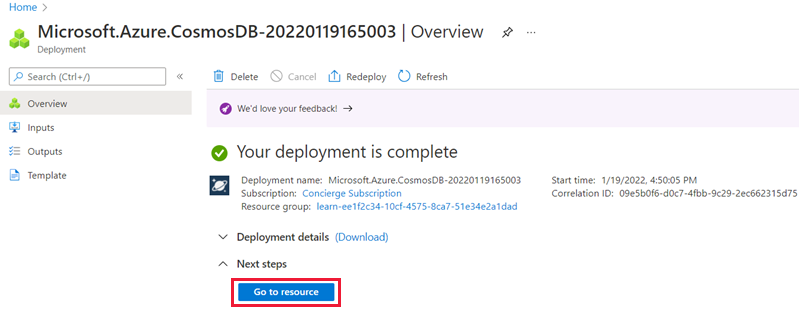 Home >
Microsoft.Azure.CosmosDB-20220119165003 | Overview ...
Deployment
Search (Ctrl+/) «
Delete Cancel Redeploy Refresh
Overview
Inputs
Outputs
Template
We'd love your feedback! →
Your deployment is complete
Deployment name: Microsoft.Azure.CosmosDB-20220119165003
Subscription: Concierge Subscription
Resource group: learn-ee1f2c34-10cf-4575-8ca7-51e34e2a1dad
Start time: 1/19/2022, 4:50:05 PM
Correlation ID: 09e5b0f6-d0c7-4fbb-9c29-2ec662315d75
Deployment details (Download)
Next steps
Go to resource